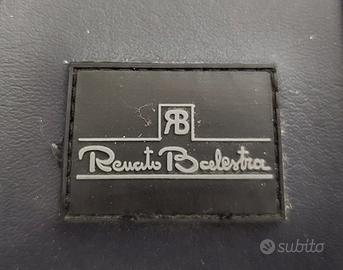 RB
Renato Balestra
subito